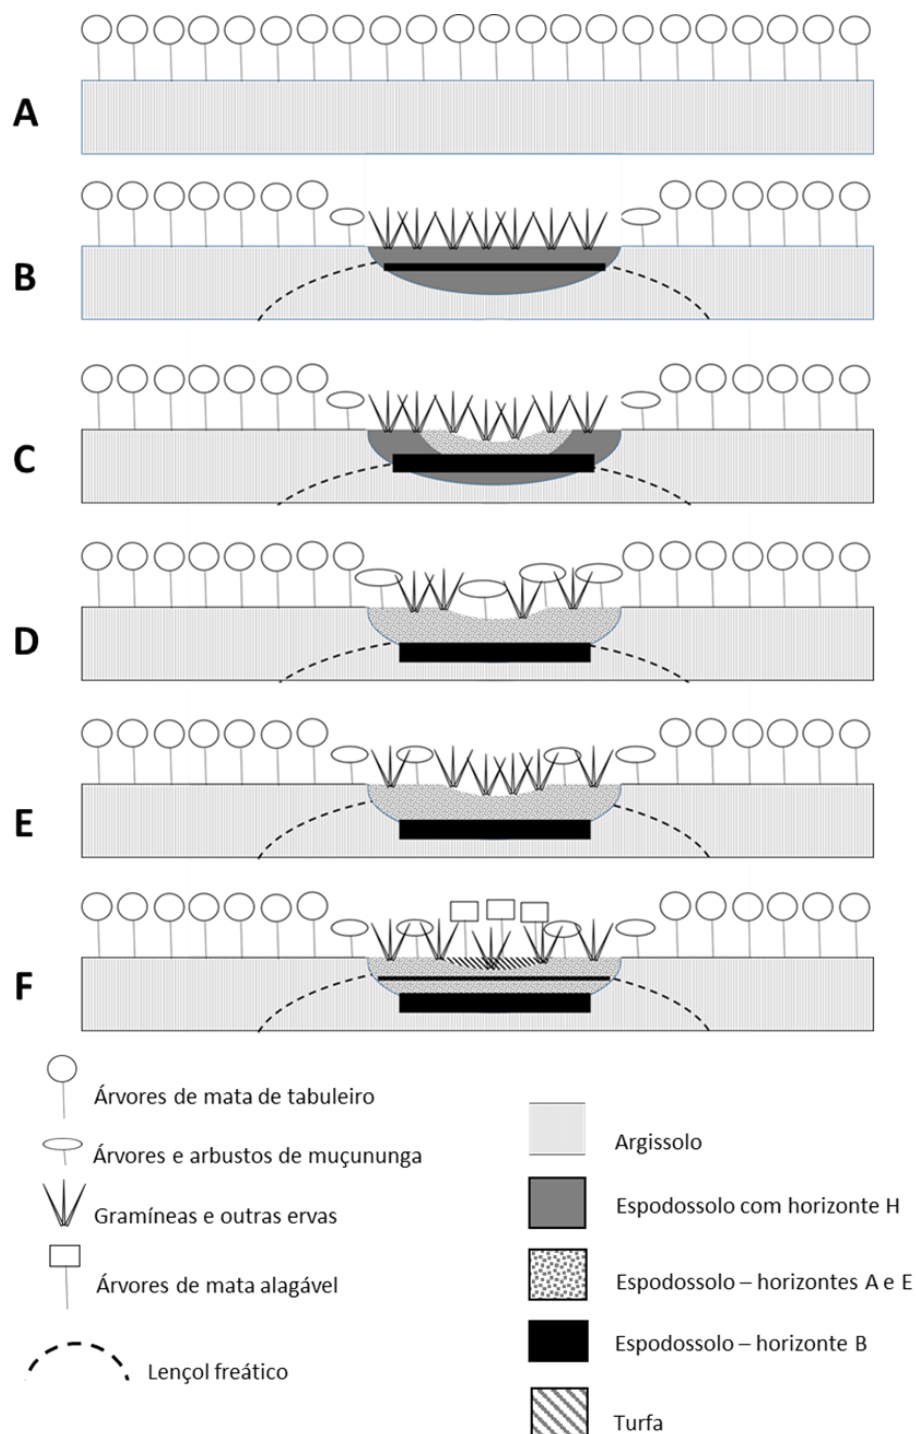 A
B
C
D
E
F
Árvores de mata de tabuleiro
Árvores e arbustos de muçununga
Gramíneas e outras ervas
Árvores de mata alagável
Lençol freático
Argissolo
Espodossolo com horizonte H
Espodossolo – horizontes A e E
Espodossolo – horizonte B
Turfa